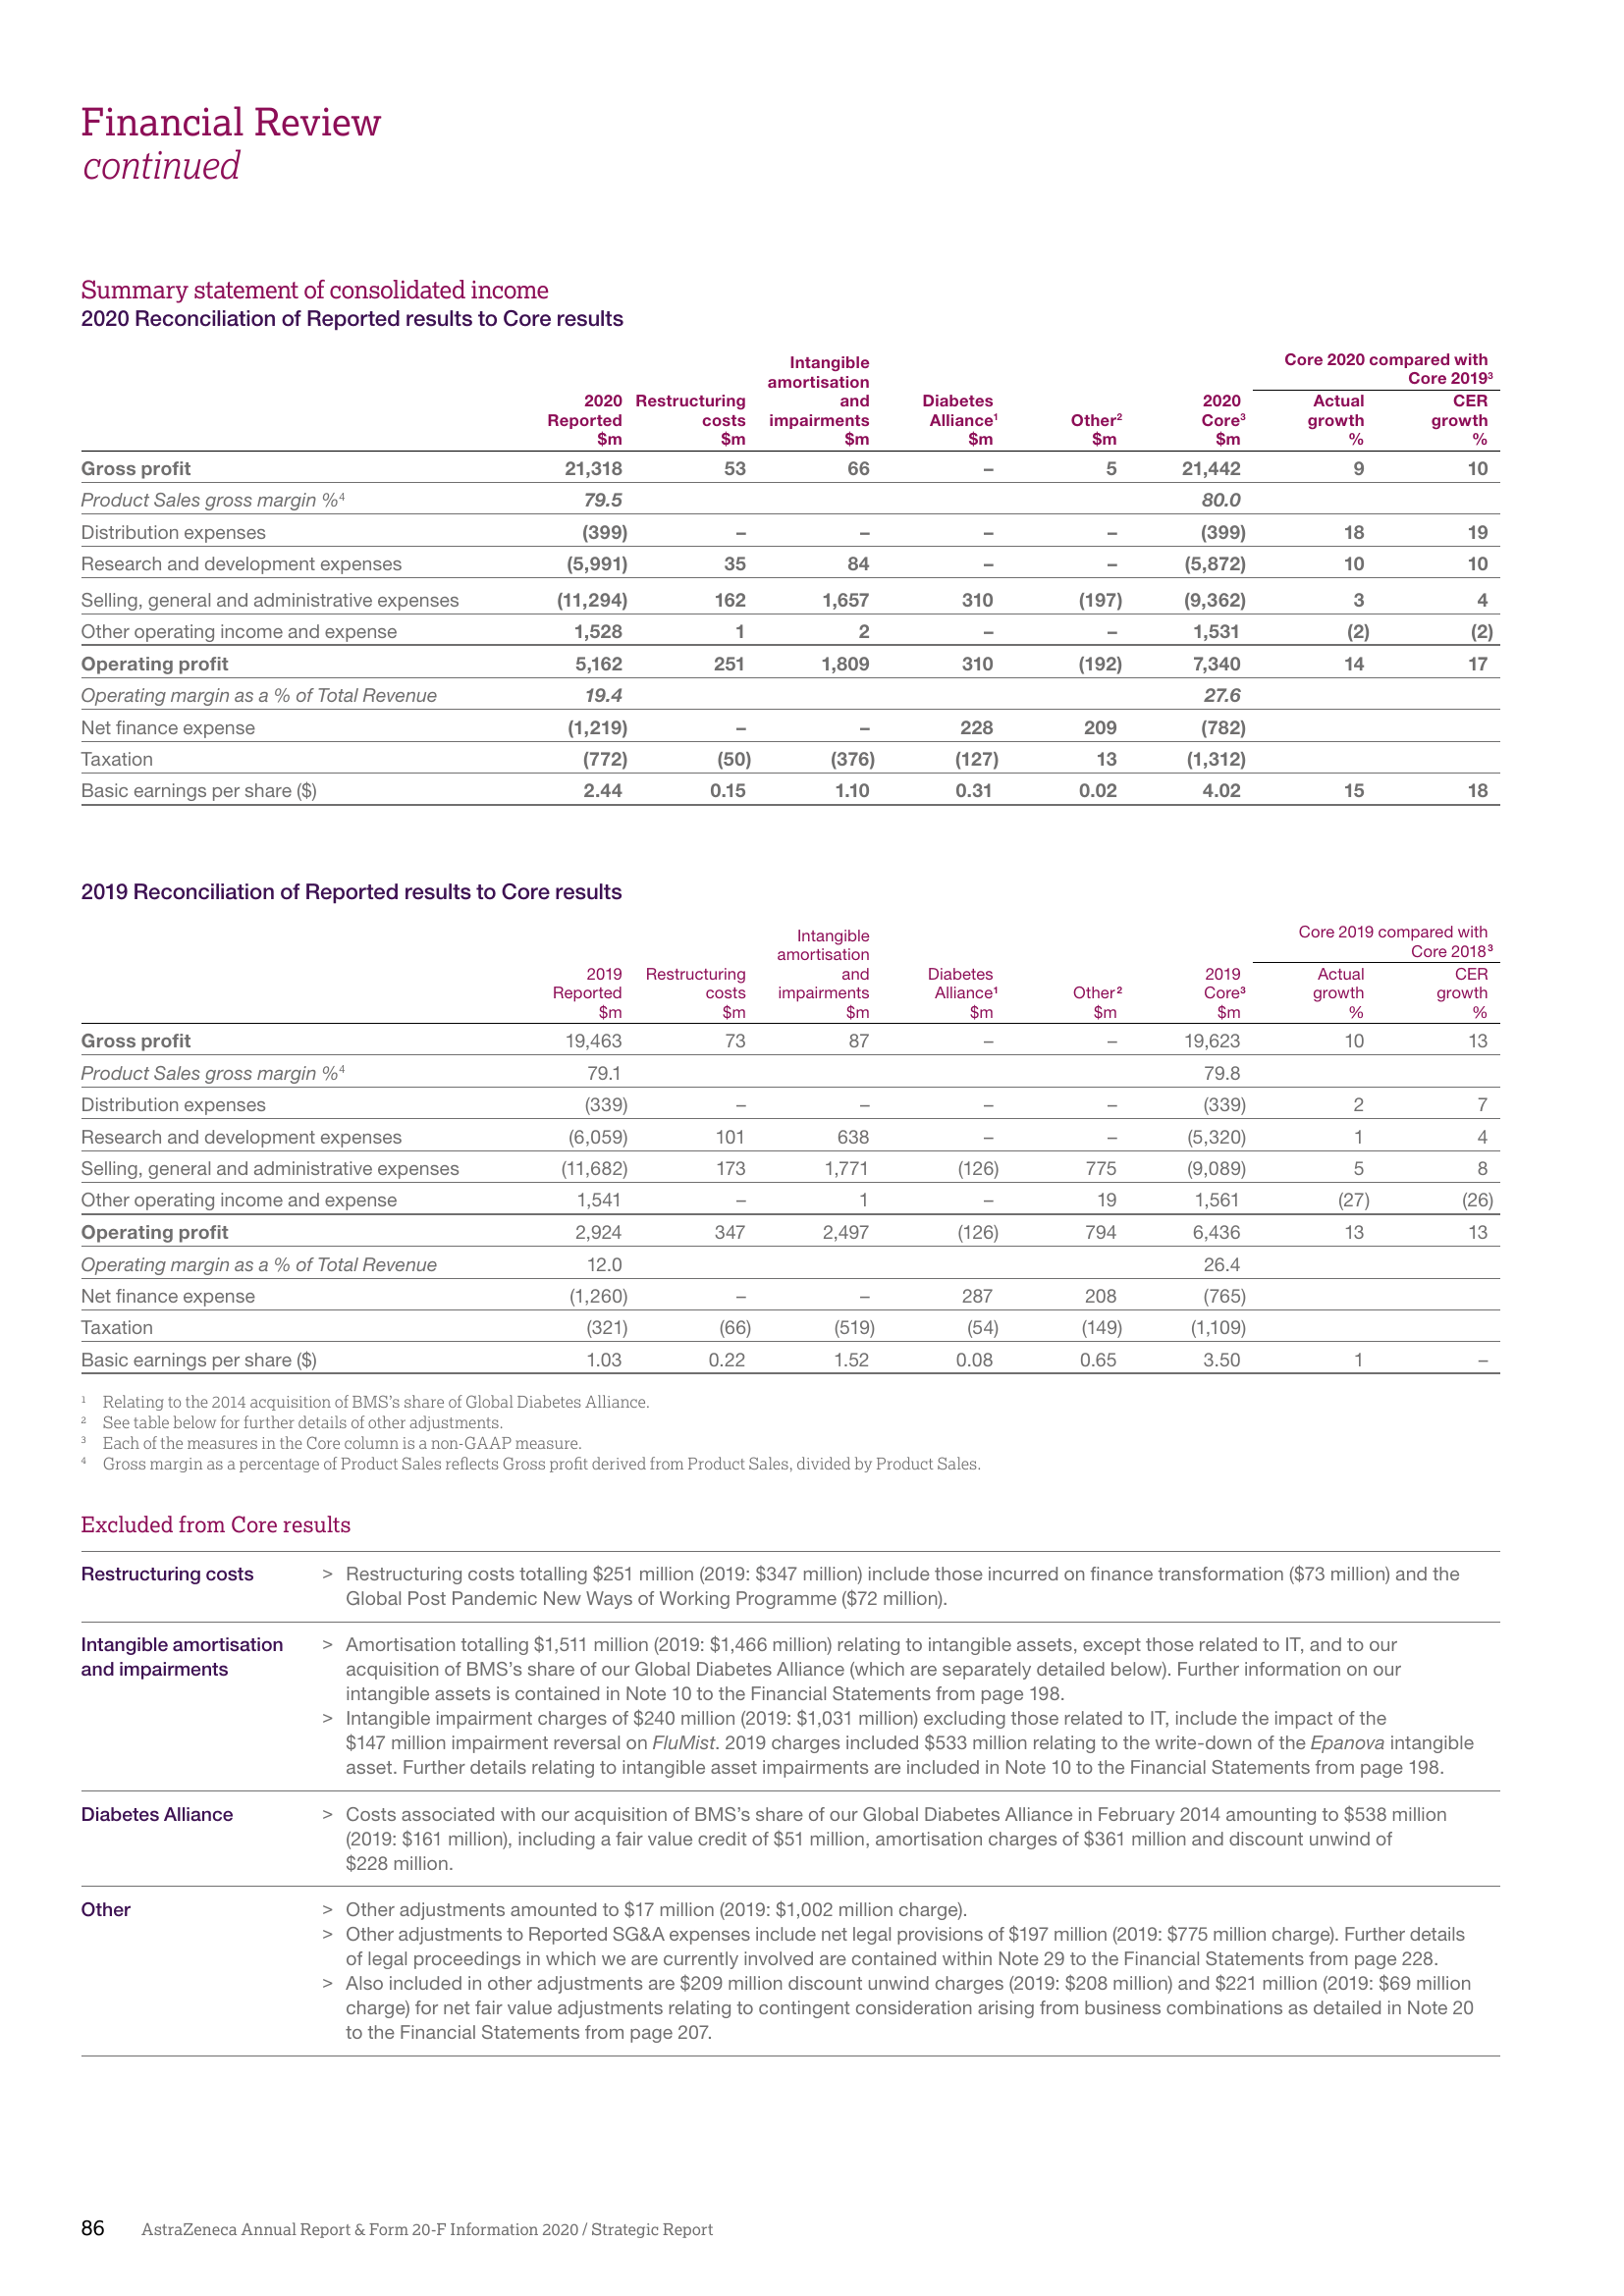 Financial Review
continued
Summary statement of consolidated income
2020 Reconciliation of Reported results to Core results
Core 2020 compared with
Core 2019³
2020 Reported $m | Restructuring costs $m | Intangible amortisation and impairments $m | Diabetes Alliance¹ $m | Other² $m | 2020 Core³ $m | Actual growth % | CER growth %
Gross profit 21,318 53 66 – 5 21,442 9 10
Product Sales gross margin %⁴ 79.5 80.0
Distribution expenses (399) – – – – (399) 18 19
Research and development expenses (5,991) 35 84 – – (5,872) 10 10
Selling, general and administrative expenses (11,294) 162 1,657 310 (197) (9,362) 3 4
Other operating income and expense 1,528 1 2 – – 1,531 (2) (2)
Operating profit 5,162 251 1,809 310 (192) 7,340 14 17
Operating margin as a % of Total Revenue 19.4 27.6
Net finance expense (1,219) – – 228 209 (782)
Taxation (772) (50) (376) (127) 13 (1,312)
Basic earnings per share ($) 2.44 0.15 1.10 0.31 0.02 4.02 15 18
2019 Reconciliation of Reported results to Core results
Core 2019 compared with
Core 2018³
2019 Reported $m | Restructuring costs $m | Intangible amortisation and impairments $m | Diabetes Alliance¹ $m | Other² $m | 2019 Core³ $m | Actual growth % | CER growth %
Gross profit 19,463 73 87 – – 19,623 10 13
Product Sales gross margin %⁴ 79.1 79.8
Distribution expenses (339) – – – – (339) 2 7
Research and development expenses (6,059) 101 638 – – (5,320) 1 4
Selling, general and administrative expenses (11,682) 173 1,771 (126) 775 (9,089) 5 8
Other operating income and expense 1,541 – 1 – 19 1,561 (27) (26)
Operating profit 2,924 347 2,497 (126) 794 6,436 13 13
Operating margin as a % of Total Revenue 12.0 26.4
Net finance expense (1,260) – – 287 208 (765)
Taxation (321) (66) (519) (54) (149) (1,109)
Basic earnings per share ($) 1.03 0.22 1.52 0.08 0.65 3.50 1 –
¹ Relating to the 2014 acquisition of BMS's share of Global Diabetes Alliance.
² See table below for further details of other adjustments.
³ Each of the measures in the Core column is a non-GAAP measure.
⁴ Gross margin as a percentage of Product Sales reflects Gross profit derived from Product Sales, divided by Product Sales.
Excluded from Core results
Restructuring costs > Restructuring costs totalling $251 million (2019: $347 million) include those incurred on finance transformation ($73 million) and the
Global Post Pandemic New Ways of Working Programme ($72 million).
Intangible amortisation > Amortisation totalling $1,511 million (2019: $1,466 million) relating to intangible assets, except those related to IT, and to our
and impairments acquisition of BMS's share of our Global Diabetes Alliance (which are separately detailed below). Further information on our
intangible assets is contained in Note 10 to the Financial Statements from page 198.
> Intangible impairment charges of $240 million (2019: $1,031 million) excluding those related to IT, include the impact of the
$147 million impairment reversal on FluMist. 2019 charges included $533 million relating to the write-down of the Epanova intangible
asset. Further details relating to intangible asset impairments are included in Note 10 to the Financial Statements from page 198.
Diabetes Alliance > Costs associated with our acquisition of BMS's share of our Global Diabetes Alliance in February 2014 amounting to $538 million
(2019: $161 million), including a fair value credit of $51 million, amortisation charges of $361 million and discount unwind of
$228 million.
Other > Other adjustments amounted to $17 million (2019: $1,002 million charge).
> Other adjustments to Reported SG&A expenses include net legal provisions of $197 million (2019: $775 million charge). Further details
of legal proceedings in which we are currently involved are contained within Note 29 to the Financial Statements from page 228.
> Also included in other adjustments are $209 million discount unwind charges (2019: $208 million) and $221 million (2019: $69 million
charge) for net fair value adjustments relating to contingent consideration arising from business combinations as detailed in Note 20
to the Financial Statements from page 207.
86 AstraZeneca Annual Report & Form 20-F Information 2020 / Strategic Report